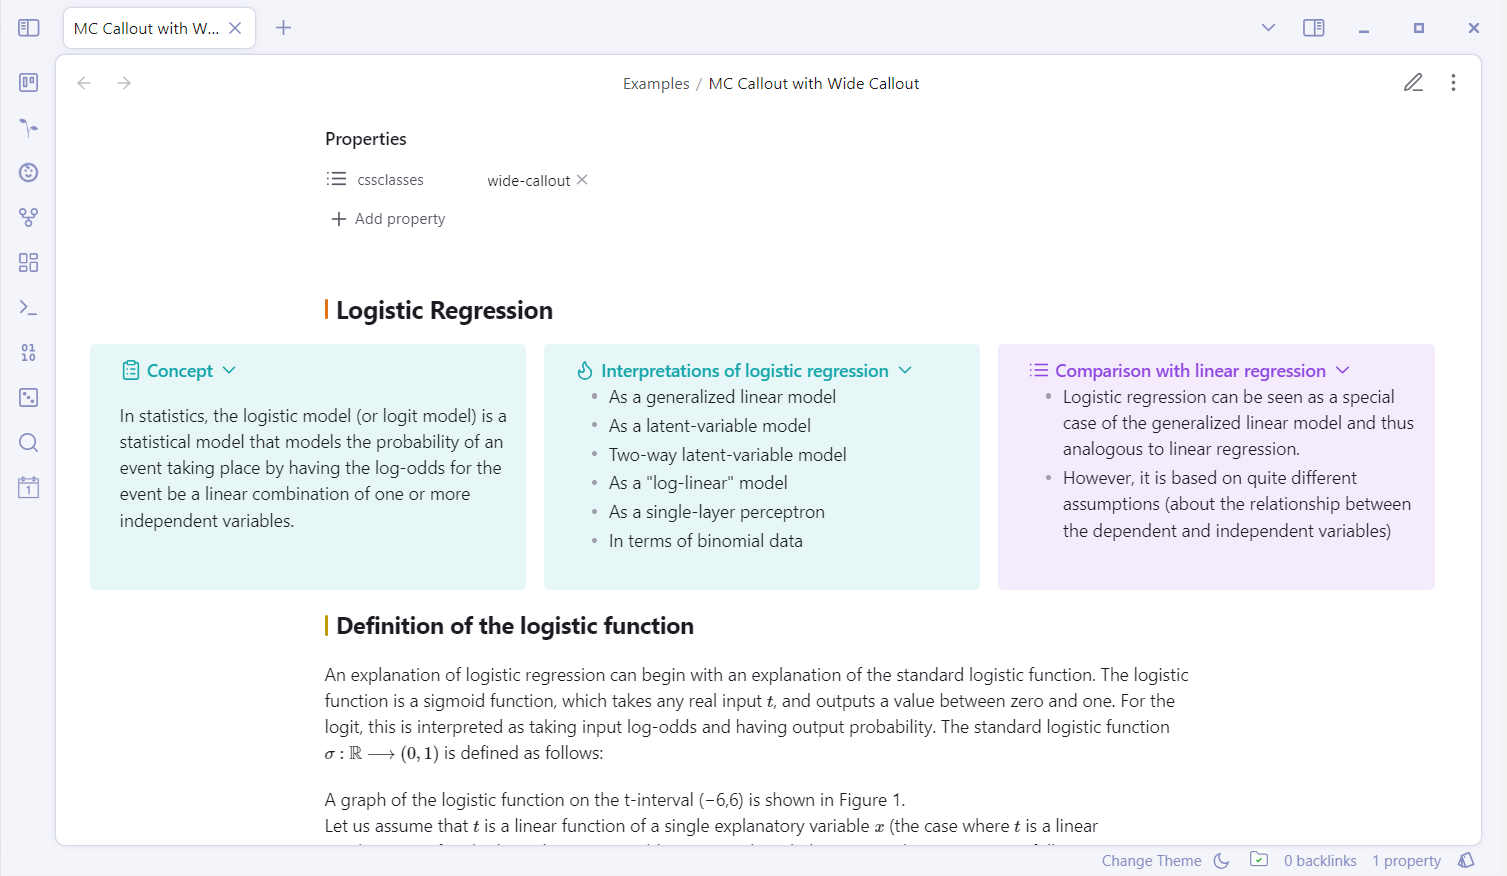 MC Callout with W...
Examples / MC Callout with Wide Callout
Properties
cssclasses wide-callout
Add property
Logistic Regression
Concept
In statistics, the logistic model (or logit model) is a
statistical model that models the probability of an
event taking place by having the log-odds for the
event be a linear combination of one or more
independent variables.
Interpretations of logistic regression
As a generalized linear model
As a latent-variable model
Two-way latent-variable model
As a "log-linear" model
As a single-layer perceptron
In terms of binomial data
Comparison with linear regression
Logistic regression can be seen as a special
case of the generalized linear model and thus
analogous to linear regression.
However, it is based on quite different
assumptions (about the relationship between
the dependent and independent variables)
Definition of the logistic function
An explanation of logistic regression can begin with an explanation of the standard logistic function. The logistic
function is a sigmoid function, which takes any real input t, and outputs a value between zero and one. For the
logit, this is interpreted as taking input log-odds and having output probability. The standard logistic function
σ : ℝ ⟶ (0, 1) is defined as follows:
A graph of the logistic function on the t-interval (−6,6) is shown in Figure 1.
Let us assume that t is a linear function of a single explanatory variable x (the case where t is a linear
Change Theme 0 backlinks 1 property